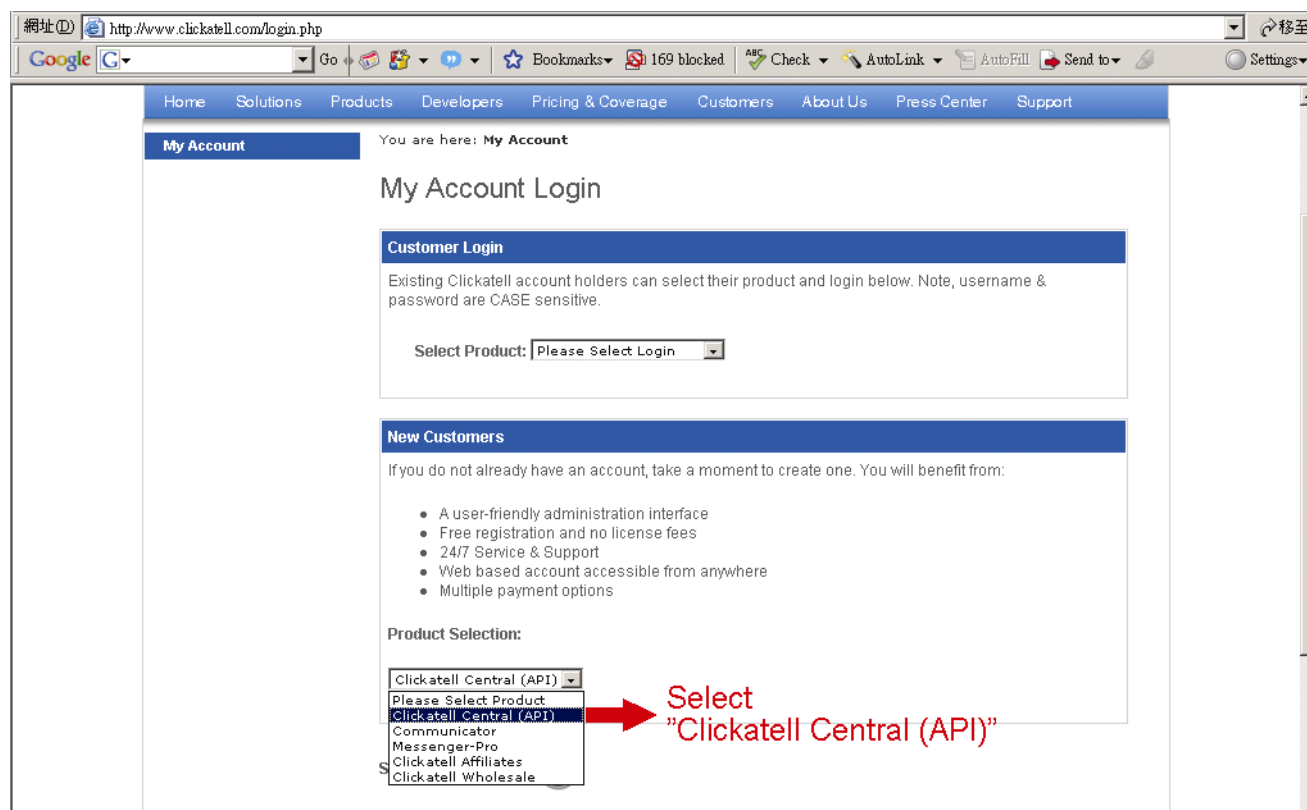 網址(D) http://www.clickatell.com/login.php 移至
Google G Go Bookmarks 169 blocked ABC Check AutoLink AutoFill Send to Settings
Home Solutions Products Developers Pricing & Coverage Customers About Us Press Center Support
My Account
You are here: My Account
My Account Login
Customer Login
Existing Clickatell account holders can select their product and login below. Note, username &
password are CASE sensitive.
Select Product: Please Select Login
New Customers
If you do not already have an account, take a moment to create one. You will benefit from:
• A user-friendly administration interface
• Free registration and no license fees
• 24/7 Service & Support
• Web based account accessible from anywhere
• Multiple payment options
Product Selection:
Clickatell Central (API)
Please Select Product
Clickatell Central (API)
Communicator
Messenger-Pro
Clickatell Affiliates
Clickatell Wholesale
Select
"Clickatell Central (API)"